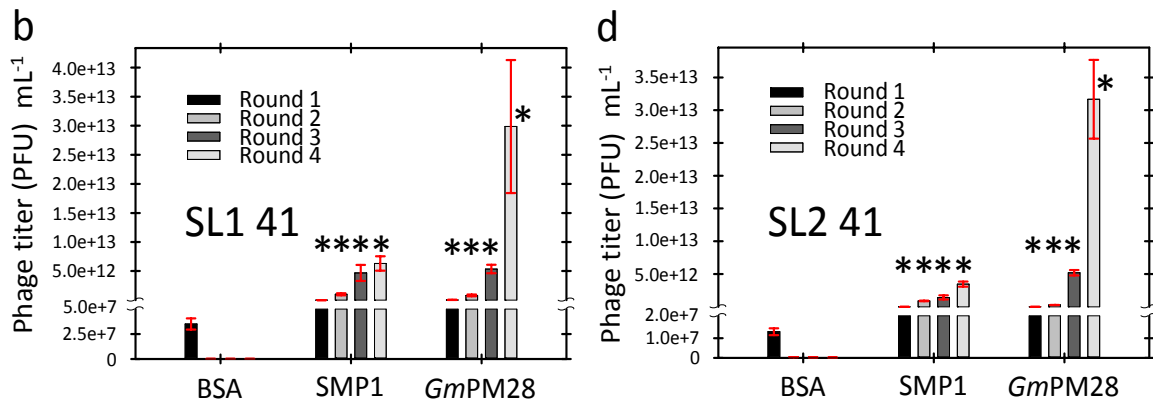 b
Phage titer (PFU) mL⁻¹
4.0e+13
3.5e+13
3.0e+13
2.5e+13
2.0e+13
1.5e+13
1.0e+13
5.0e+12
5.0e+7
2.5e+7
0
Round 1
Round 2
Round 3
Round 4
SL1 41
****
***
*
BSA SMP1 GmPM28
d
Phage titer (PFU) mL⁻¹
3.5e+13
3.0e+13
2.5e+13
2.0e+13
1.5e+13
1.0e+13
5.0e+12
2.0e+7
1.0e+7
0
Round 1
Round 2
Round 3
Round 4
SL2 41
****
***
*
BSA SMP1 GmPM28